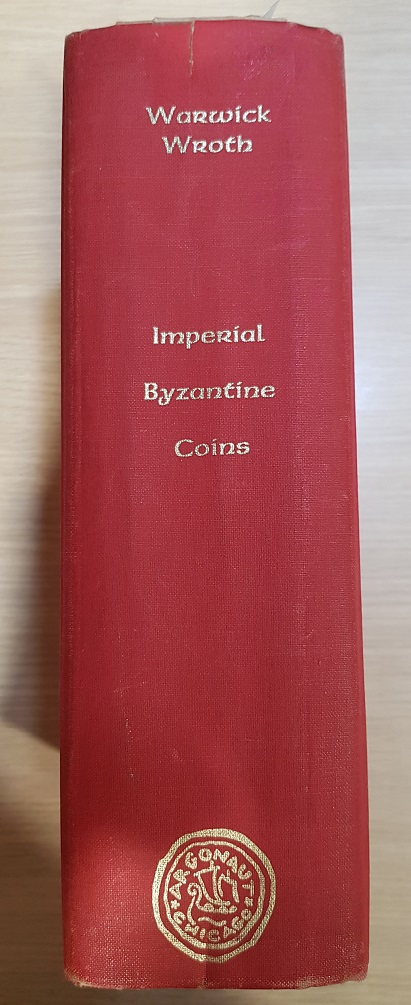 Warwick
Wroth
Imperial
Byzantine
Coins
ARGONAUT
CHICAGO